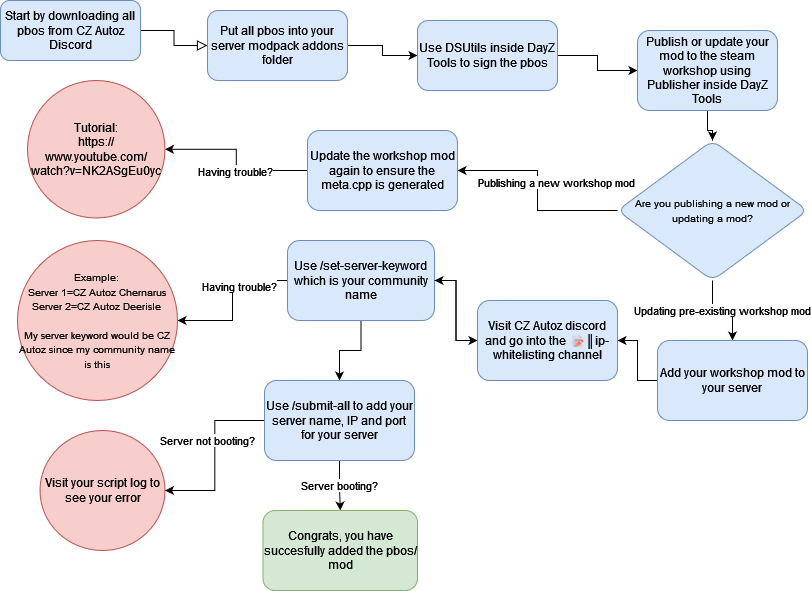 Start by downloading all
pbos from CZ Autoz
Discord
Put all pbos into your
server modpack addons
folder
Use DSUtils inside DayZ
Tools to sign the pbos
Publish or update your
mod to the steam
workshop using
Publisher inside DayZ
Tools
Are you publishing a new mod or
updating a mod?
Publishing a new workshop mod
Update the workshop mod
again to ensure the
meta.cpp is generated
Having trouble?
Tutorial:
https://
www.youtube.com/
watch?v=NK2ASgEu0yc
Updating pre-existing workshop mod
Add your workshop mod to
your server
Visit CZ Autoz discord
and go into the 📝║ip-
whitelisting channel
Use /set-server-keyword
which is your community
name
Having trouble?
Example:
Server 1=CZ Autoz Chernarus
Server 2=CZ Autoz Deerisle
My server keyword would be CZ
Autoz since my community name
is this
Use /submit-all to add your
server name, IP and port
for your server
Server not booting?
Visit your script log to
see your error
Server booting?
Congrats, you have
succesfully added the pbos/
mod